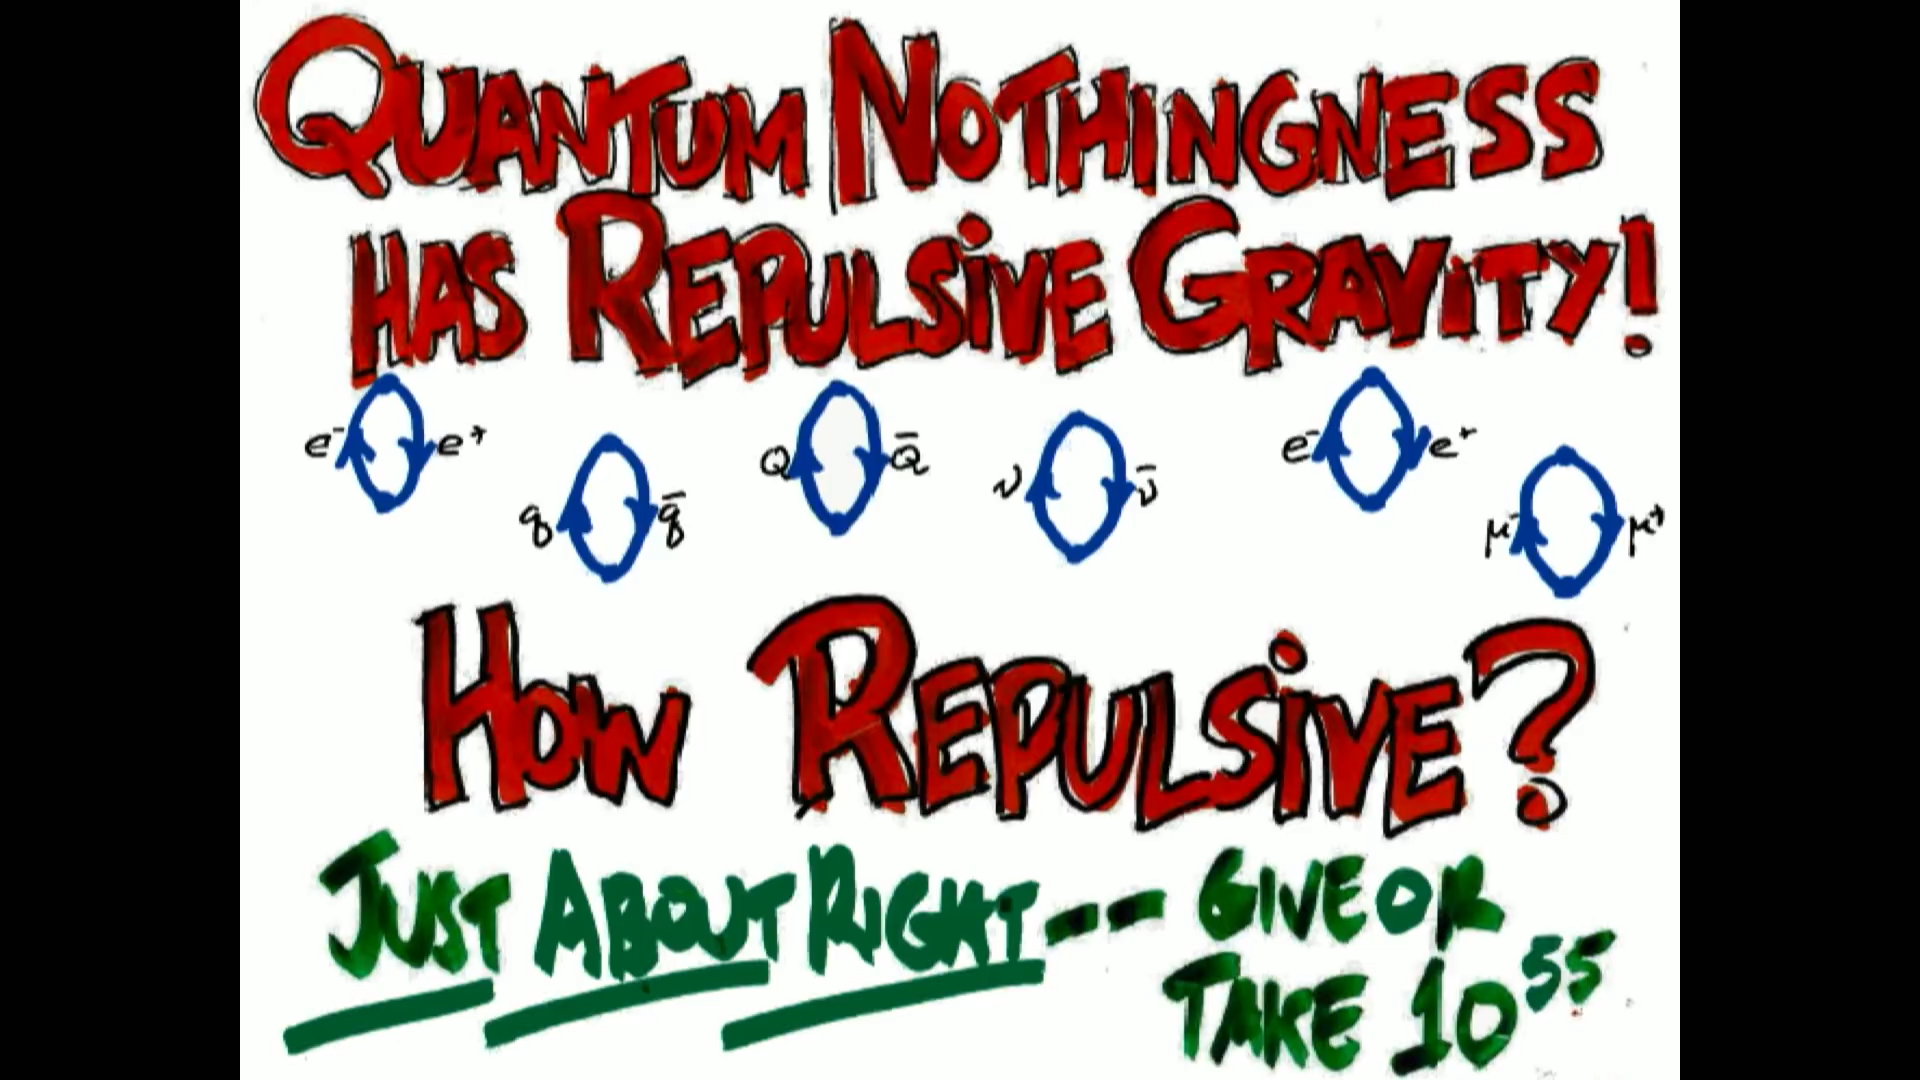 QUANTUM NOTHINGNESS
HAS REPULSIVE GRAVITY!
e⁻ e⁺ q q̄ Q Q̄ ν ν̄ e⁻ e⁺ μ⁻ μ⁺
HOW REPULSIVE?
JUST ABOUT RIGHT -- GIVE OR
TAKE 10⁵⁵